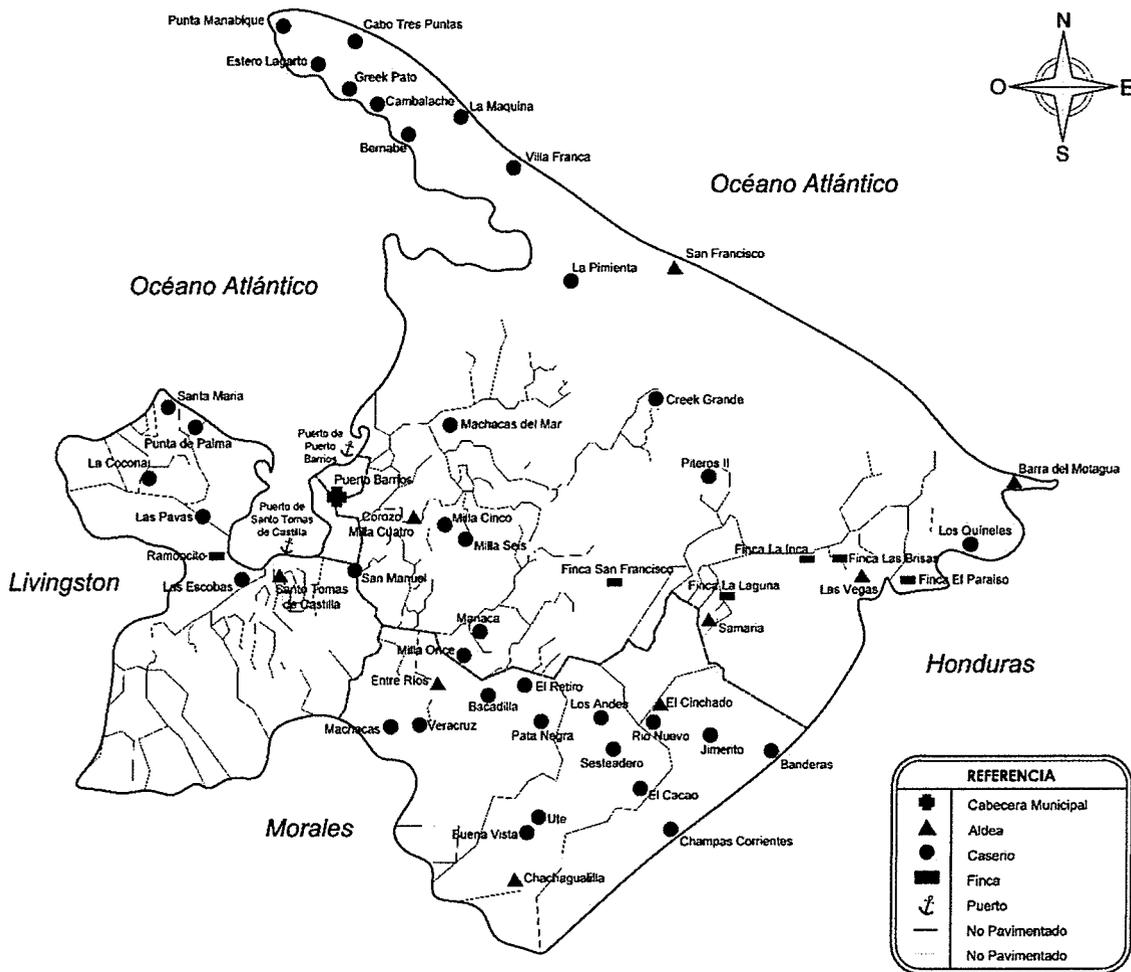 Punta Manabique
Cabo Tres Puntas
Estero Lagarto
Greek Pato
Cambalache
La Maquina
Bernabe
Villa Franca
N
O
E
S
Océano Atlántico
San Francisco
La Pimienta
Océano Atlántico
Santa Maria
Punta de Palma
La Cocona
Las Pavas
Creek Grande
Machacas del Mar
Puerto de
Puerto
Barrios
Puerto Barrios
Piteros II
Barra del Motagua
Puerto de
Santo Tomas
de Castilla
Corozo
Milla Cuatro
Milla Cinco
Milla Seis
Los Quineles
Ramoncito
Finca La Inca
Finca Las Brisas
Livingston
Las Escobas
Santo Tomas
de Castilla
San Manuel
Finca San Francisco
Finca La Laguna
Las Vegas
Finca El Paraiso
Samaria
Manaca
Milla Once
Honduras
Entre Rios
El Retiro
Bacadilla
Los Andes
El Cinchado
Machacas
Veracruz
Pata Negra
Rio Nuevo
Jimento
Sesteadero
Banderas
El Cacao
Morales
Ute
Buena Vista
Champas Corrientes
Chachagualilla
REFERENCIA
Cabecera Municipal
Aldea
Caserio
Finca
Puerto
No Pavimentado
No Pavimentado